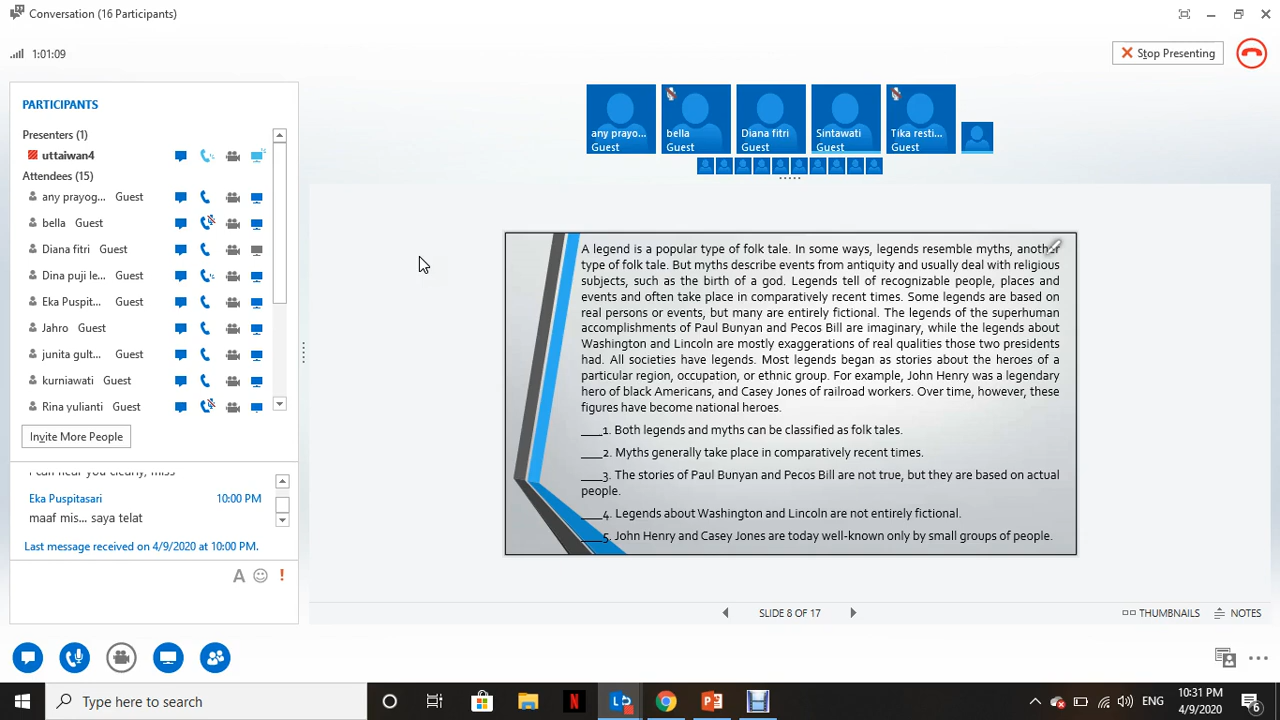 Conversation (16 Participants)
1:01:09
Stop Presenting
PARTICIPANTS
Presenters (1)
uttaiwan4
Attendees (15)
any prayog... Guest
bella Guest
Diana fitri Guest
Dina puji le... Guest
Eka Puspit... Guest
Jahro Guest
junita gult... Guest
kurniawati Guest
Rina yulianti Guest
Invite More People
I can hear you clearly, miss
Eka Puspitasari 10:00 PM
maaf mis... saya telat
Last message received on 4/9/2020 at 10:00 PM.
any prayo... Guest
bella Guest
Diana fitri Guest
Sintawati Guest
Tika resti... Guest
A legend is a popular type of folk tale. In some ways, legends resemble myths, another
type of folk tale. But myths describe events from antiquity and usually deal with religious
subjects, such as the birth of a god. Legends tell of recognizable people, places and
events and often take place in comparatively recent times. Some legends are based on
real persons or events, but many are entirely fictional. The legends of the superhuman
accomplishments of Paul Bunyan and Pecos Bill are imaginary, while the legends about
Washington and Lincoln are mostly exaggerations of real qualities those two presidents
had. All societies have legends. Most legends began as stories about the heroes of a
particular region, occupation, or ethnic group. For example, John Henry was a legendary
hero of black Americans, and Casey Jones of railroad workers. Over time, however, these
figures have become national heroes.
____1. Both legends and myths can be classified as folk tales.
____2. Myths generally take place in comparatively recent times.
____3. The stories of Paul Bunyan and Pecos Bill are not true, but they are based on actual
people.
____4. Legends about Washington and Lincoln are not entirely fictional.
____5. John Henry and Casey Jones are today well-known only by small groups of people.
SLIDE 8 OF 17
THUMBNAILS
NOTES
Type here to search
ENG
10:31 PM
4/9/2020
6